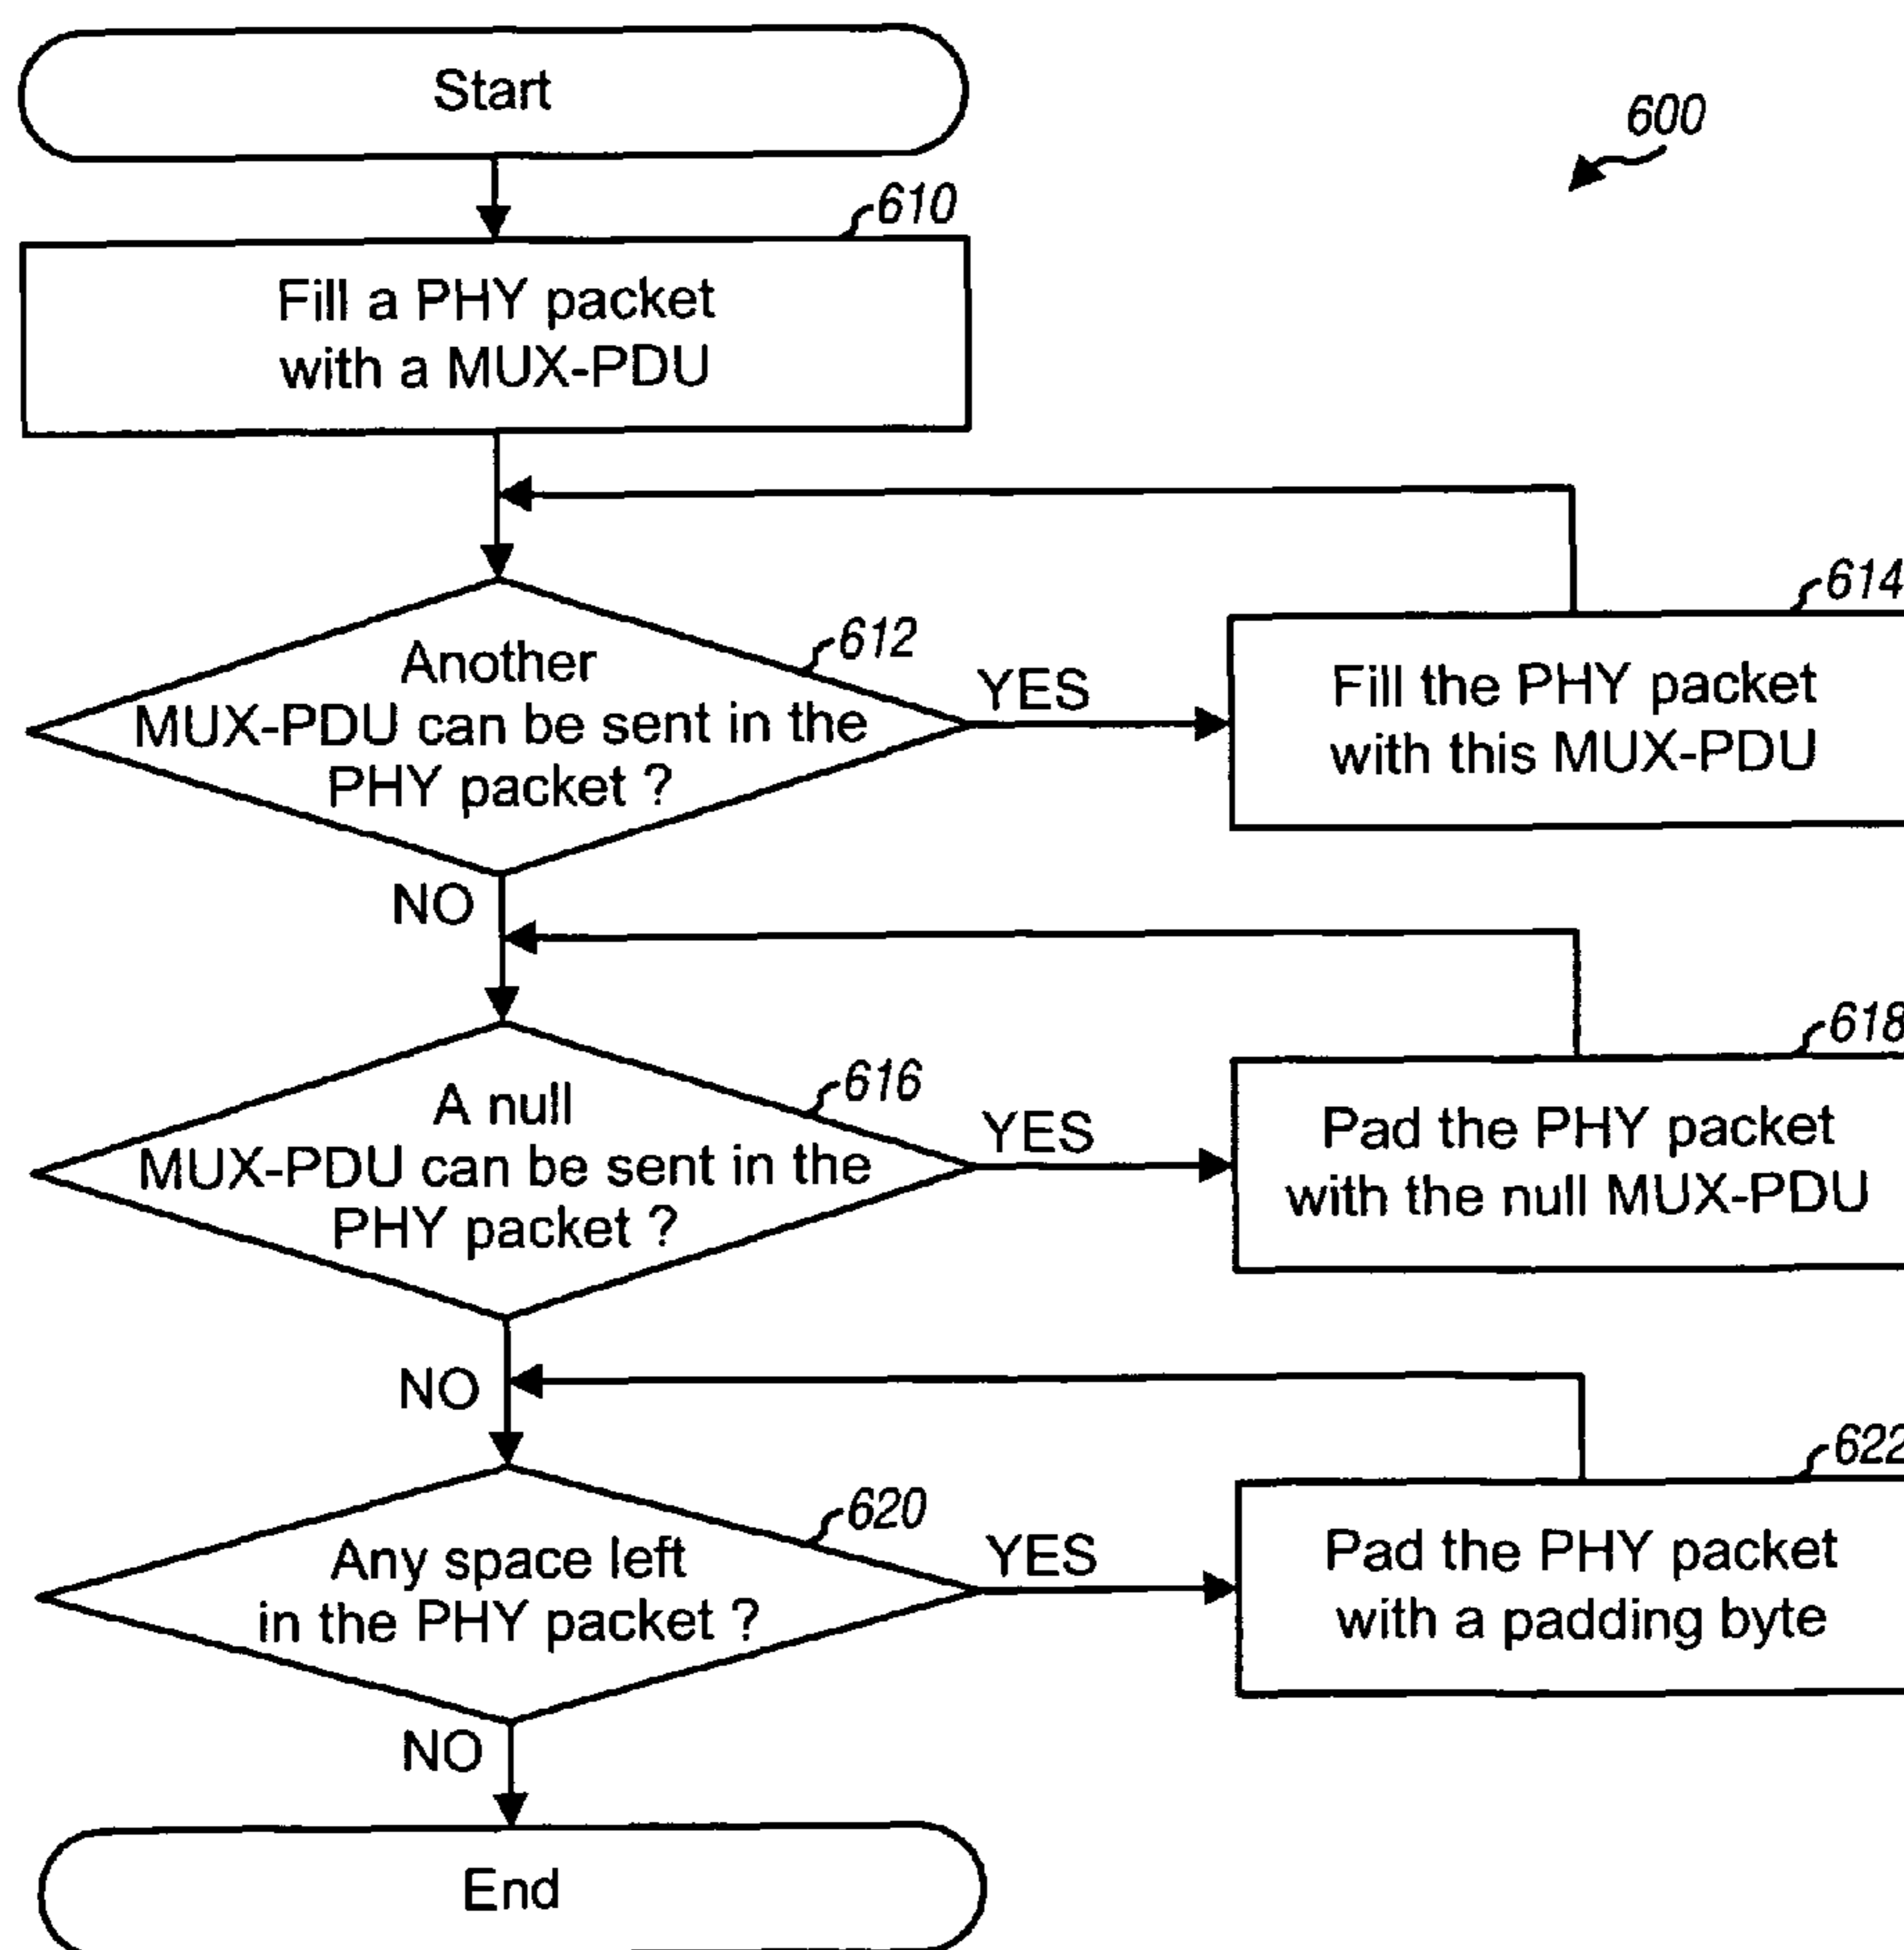 Start
600
610
Fill a PHY packet
with a MUX-PDU
614
612
Another
MUX-PDU can be sent in the
PHY packet ?
YES
Fill the PHY packet
with this MUX-PDU
NO
618
616
A null
MUX-PDU can be sent in the
PHY packet ?
YES
Pad the PHY packet
with the null MUX-PDU
NO
622
620
Any space left
in the PHY packet ?
YES
Pad the PHY packet
with a padding byte
NO
End